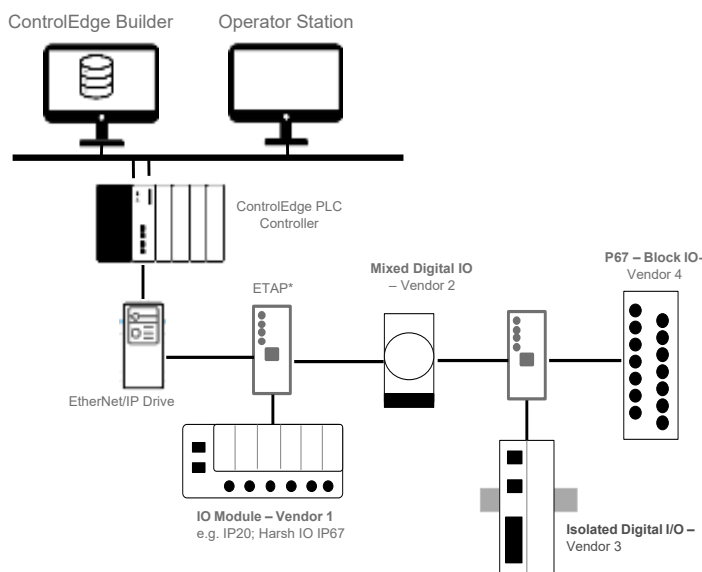 ControlEdge Builder
Operator Station
ControlEdge PLC
Controller
ETAP*
Mixed Digital IO
– Vendor 2
P67 – Block IO-
Vendor 4
EtherNet/IP Drive
IO Module – Vendor 1
e.g. IP20; Harsh IO IP67
Isolated Digital I/O –
Vendor 3